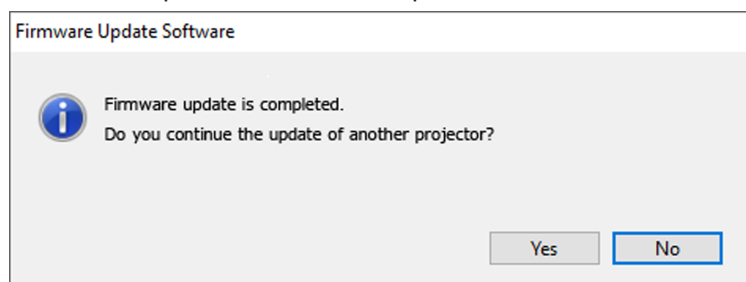 Firmware Update Software
Firmware update is completed.
Do you continue the update of another projector?
Yes No